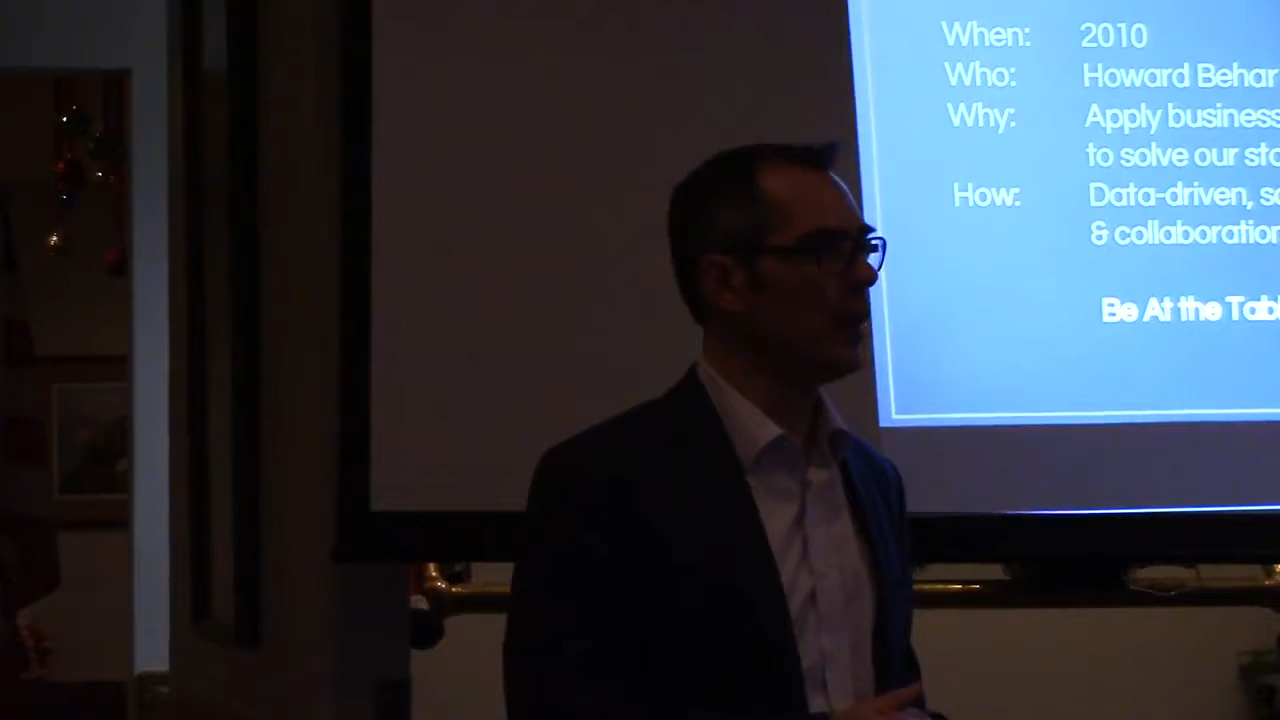 When: 2010
Who: Howard Behar
Why: Apply business
to solve our
How: Data-driven,
& collaboration
Be At the